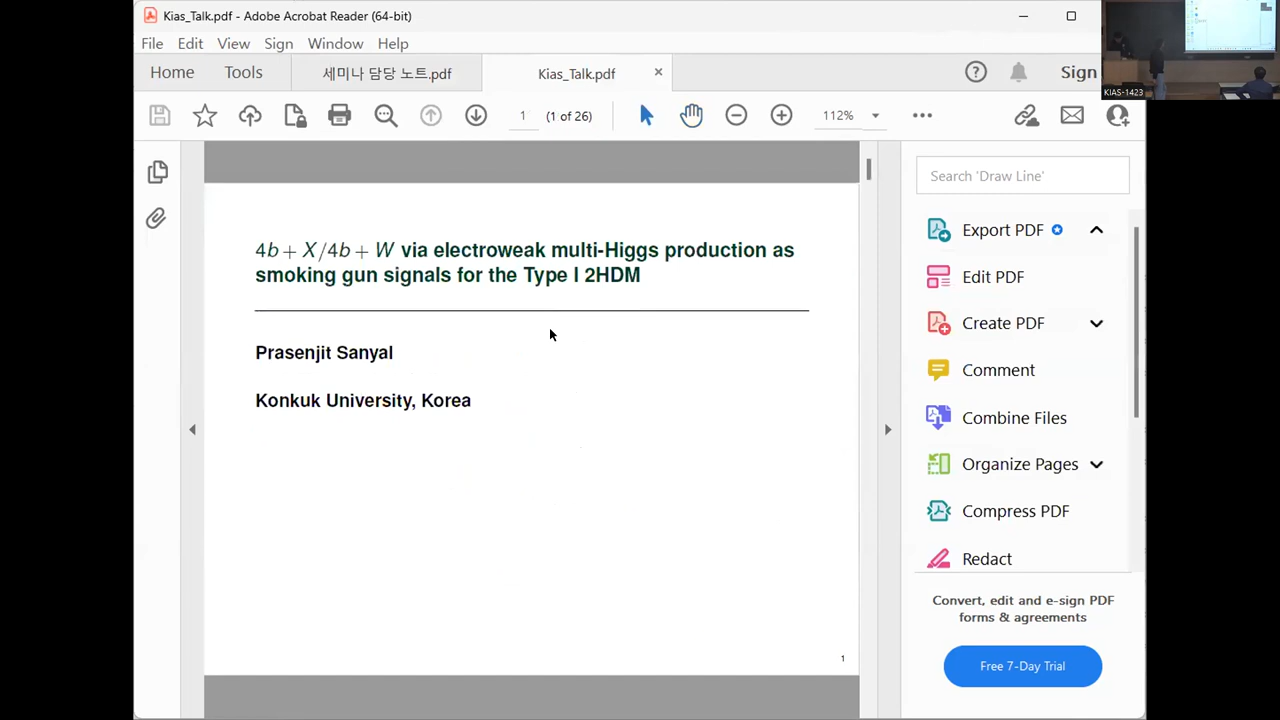 Kias_Talk.pdf - Adobe Acrobat Reader (64-bit)
File Edit View Sign Window Help
Home Tools 세미나 담당 노트.pdf Kias_Talk.pdf × Sign
KIAS-1423
1 (1 of 26) 112%
Search 'Draw Line'
Export PDF
Edit PDF
Create PDF
Comment
Combine Files
Organize Pages
Compress PDF
Redact
Convert, edit and e-sign PDF
forms & agreements
Free 7-Day Trial
4b + X/4b + W via electroweak multi-Higgs production as
smoking gun signals for the Type I 2HDM
Prasenjit Sanyal
Konkuk University, Korea
1